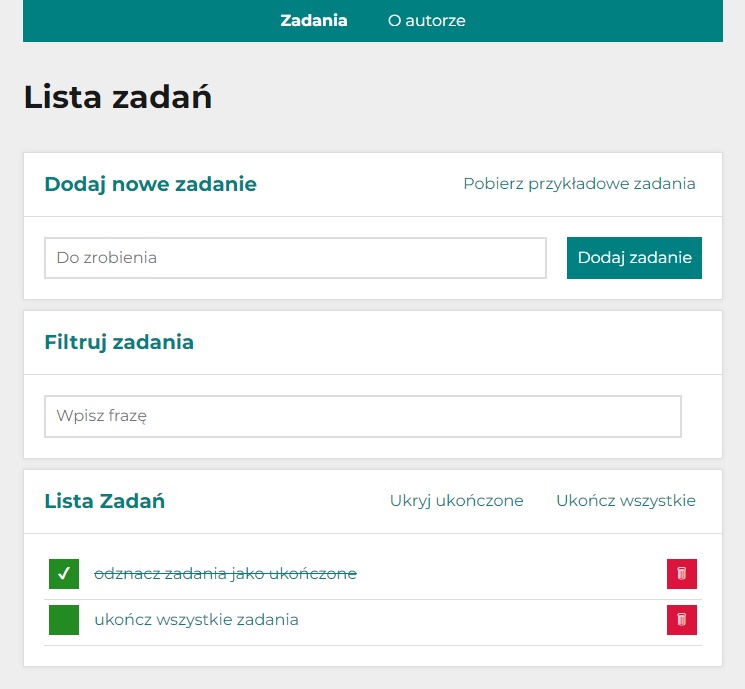 Zadania O autorze
Lista zadań
Dodaj nowe zadanie Pobierz przykładowe zadania
Do zrobienia Dodaj zadanie
Filtruj zadania
Wpisz frazę
Lista Zadań Ukryj ukończone Ukończ wszystkie
odznacz zadania jako ukończone
ukończ wszystkie zadania